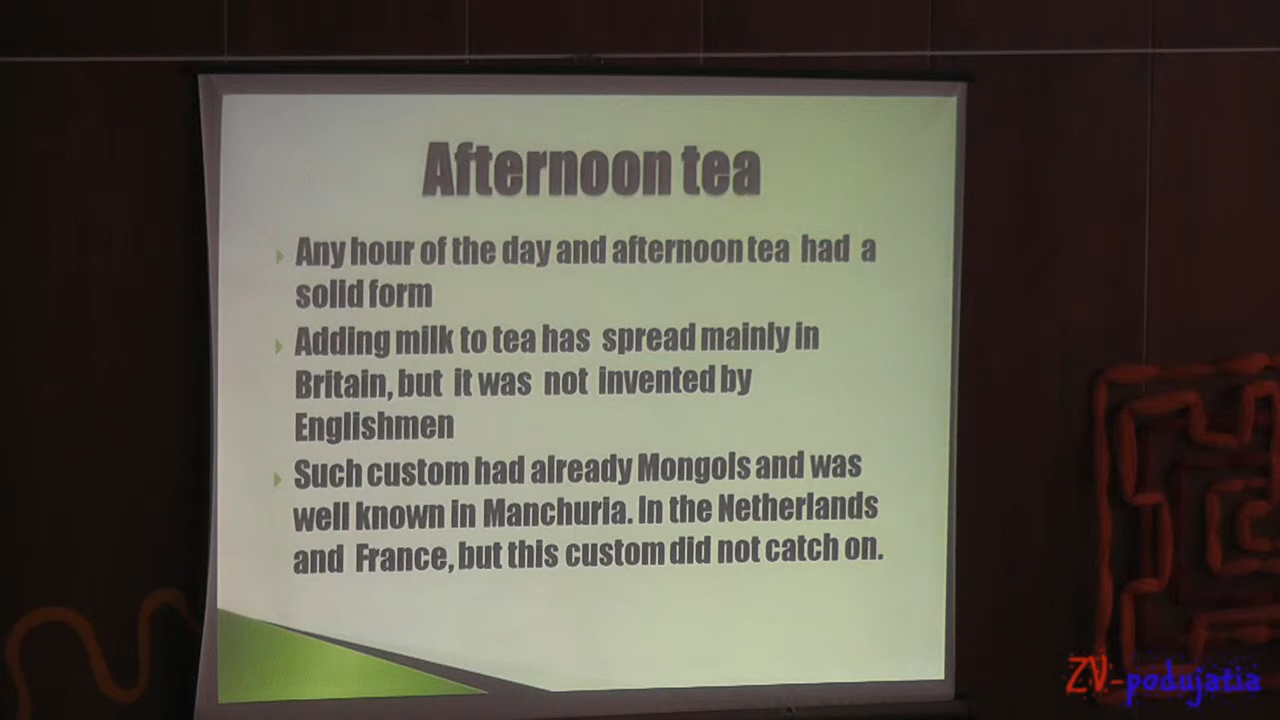 Afternoon tea
Any hour of the day and afternoon tea had a
solid form
Adding milk to tea has spread mainly in
Britain, but it was not invented by
Englishmen
Such custom had already Mongols and was
well known in Manchuria. In the Netherlands
and France, but this custom did not catch on.
ZV-podujatia